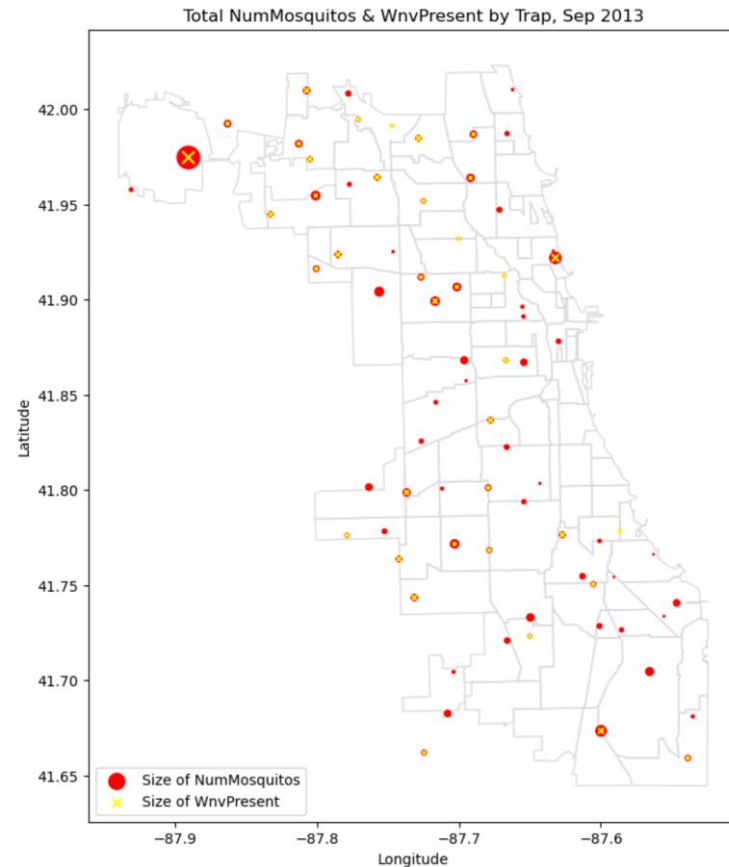 Total NumMosquitos & WnvPresent by Trap, Sep 2013
42.00
41.95
41.90
41.85
41.80
41.75
41.70
41.65
Latitude
Size of NumMosquitos
Size of WnvPresent
−87.9
−87.8
−87.7
−87.6
Longitude